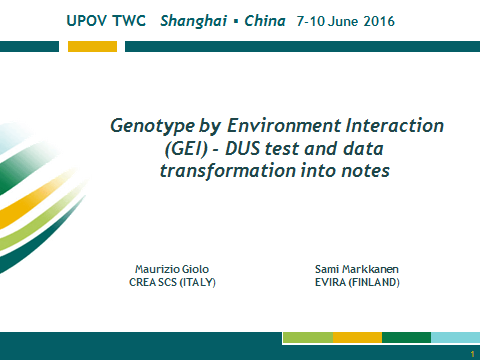 UPOV TWC Shanghai ▪ China 7-10 June 2016
Genotype by Environment Interaction
(GEI) – DUS test and data
transformation into notes
Maurizio Giolo
CREA SCS (ITALY)
Sami Markkanen
EVIRA (FINLAND)
1